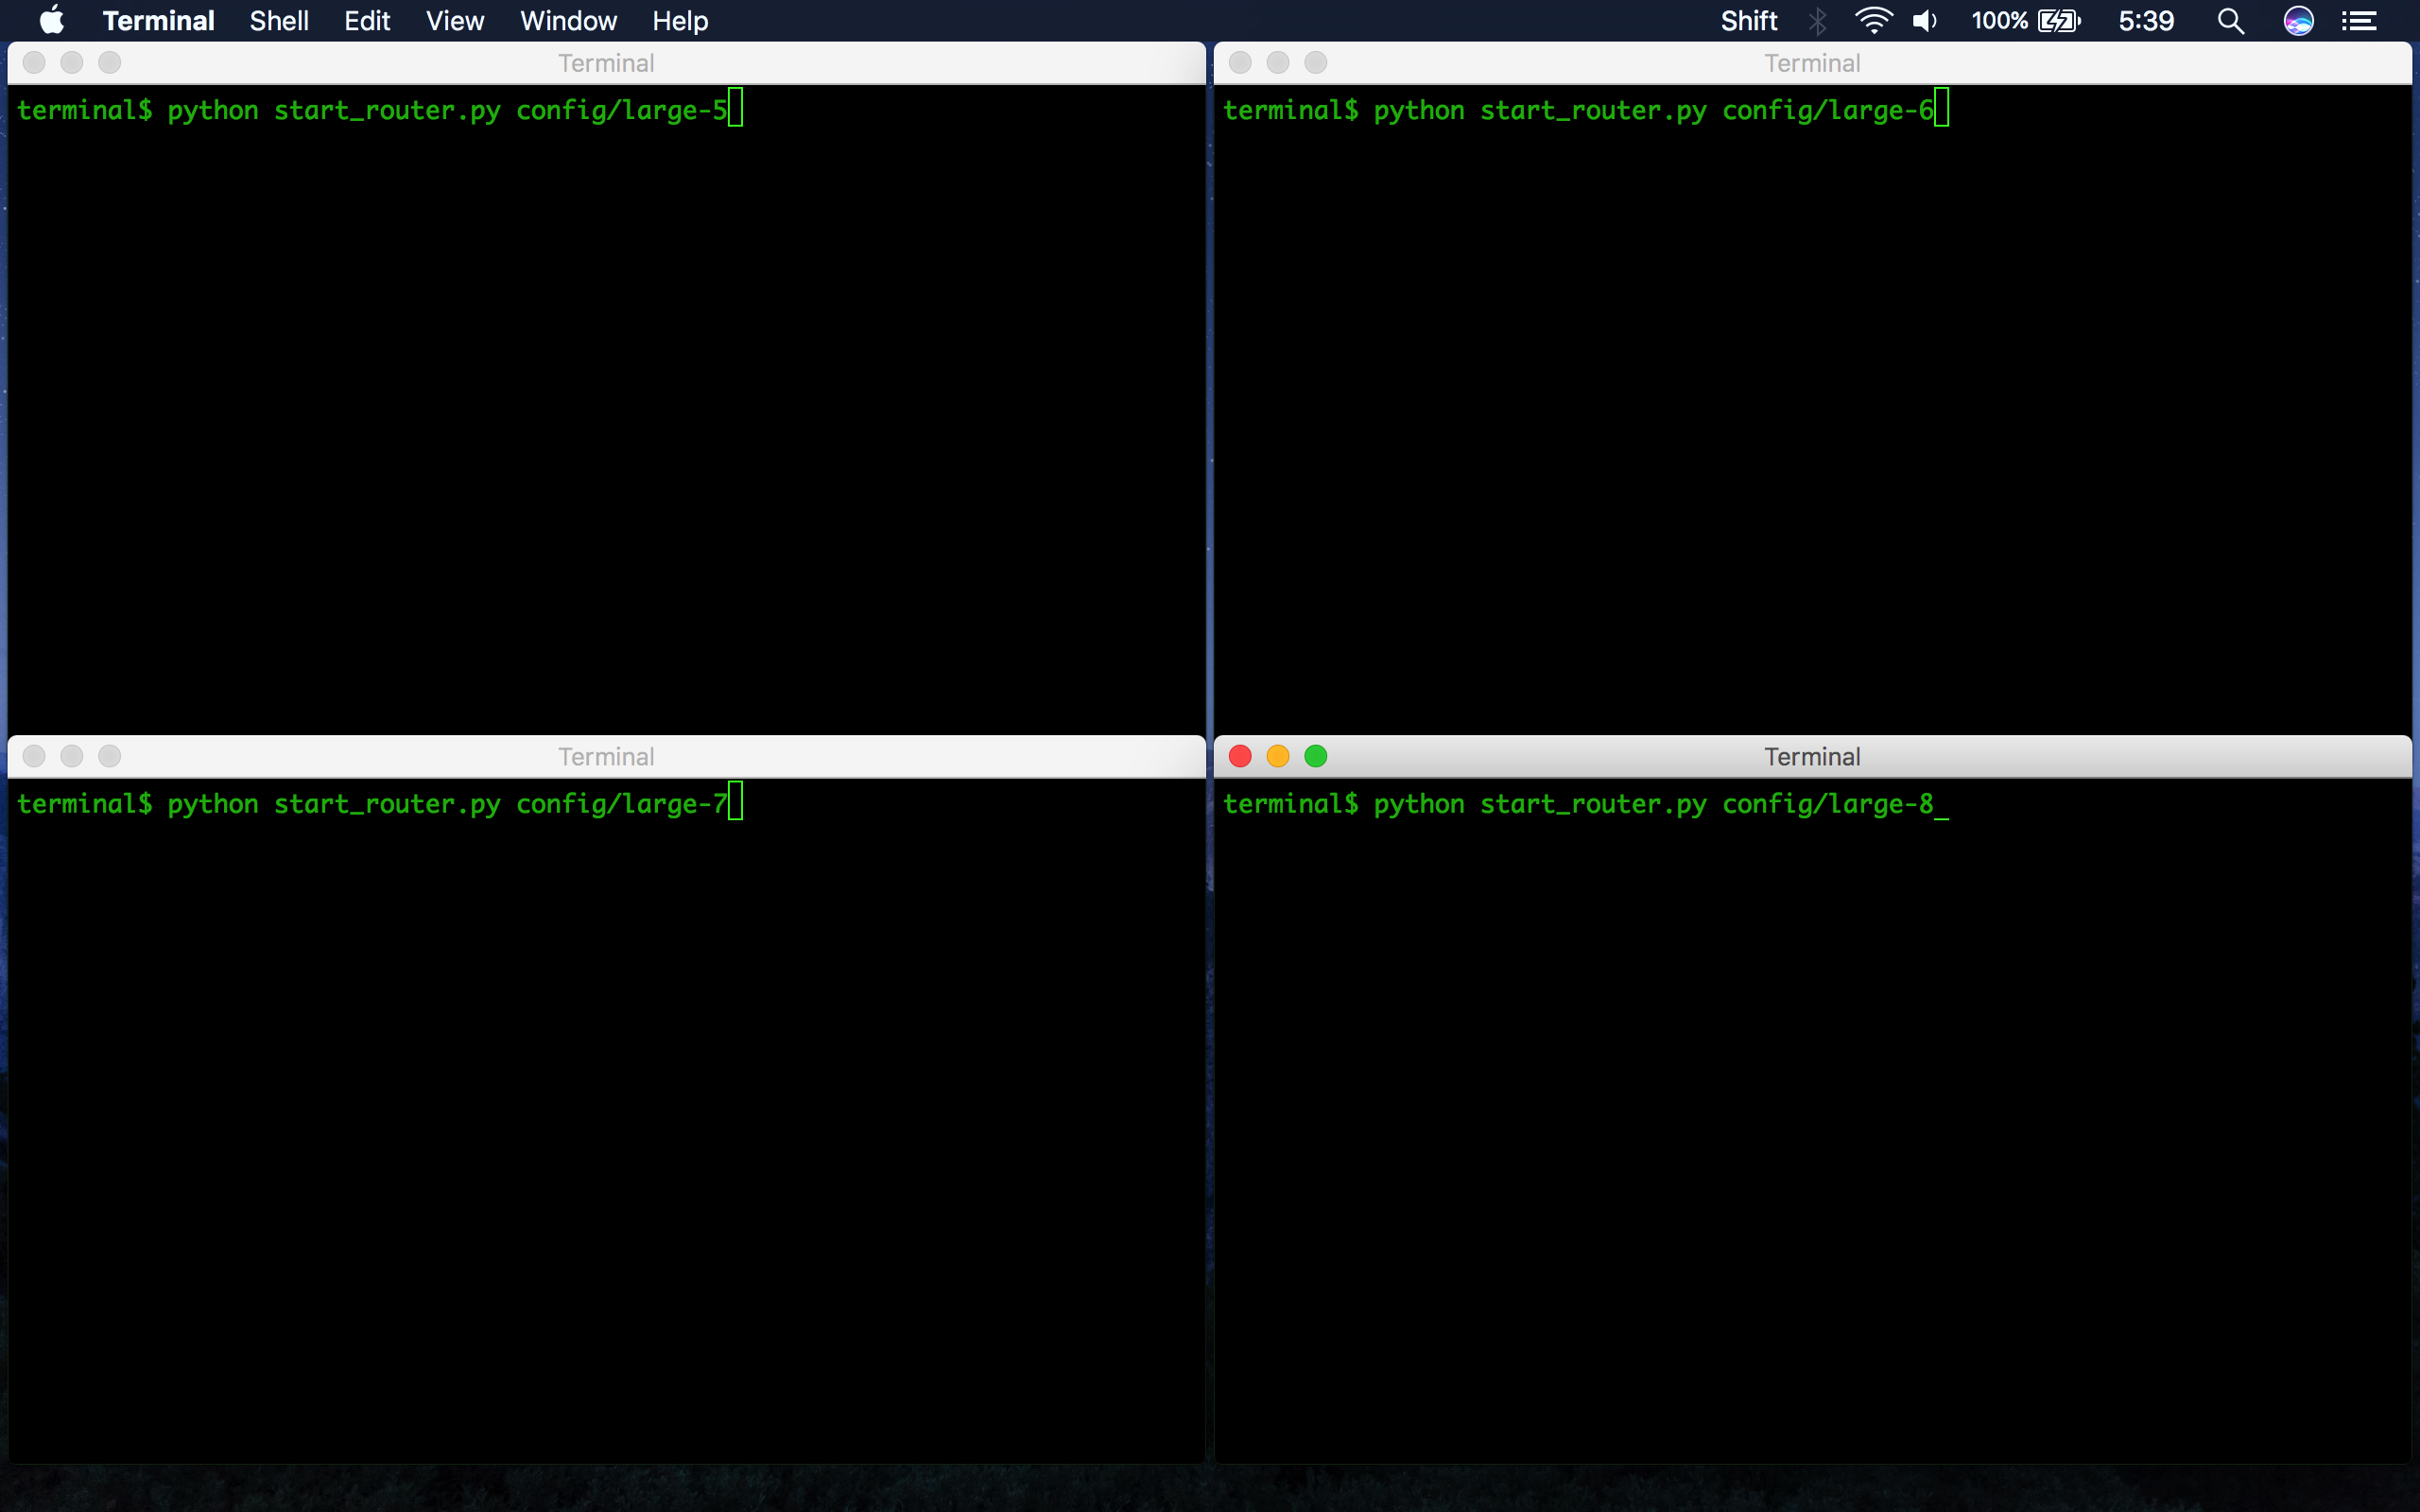 Terminal Shell Edit View Window Help Shift 100% 5:39
Terminal
terminal$ python start_router.py config/large-5
Terminal
terminal$ python start_router.py config/large-6
Terminal
terminal$ python start_router.py config/large-7
Terminal
terminal$ python start_router.py config/large-8